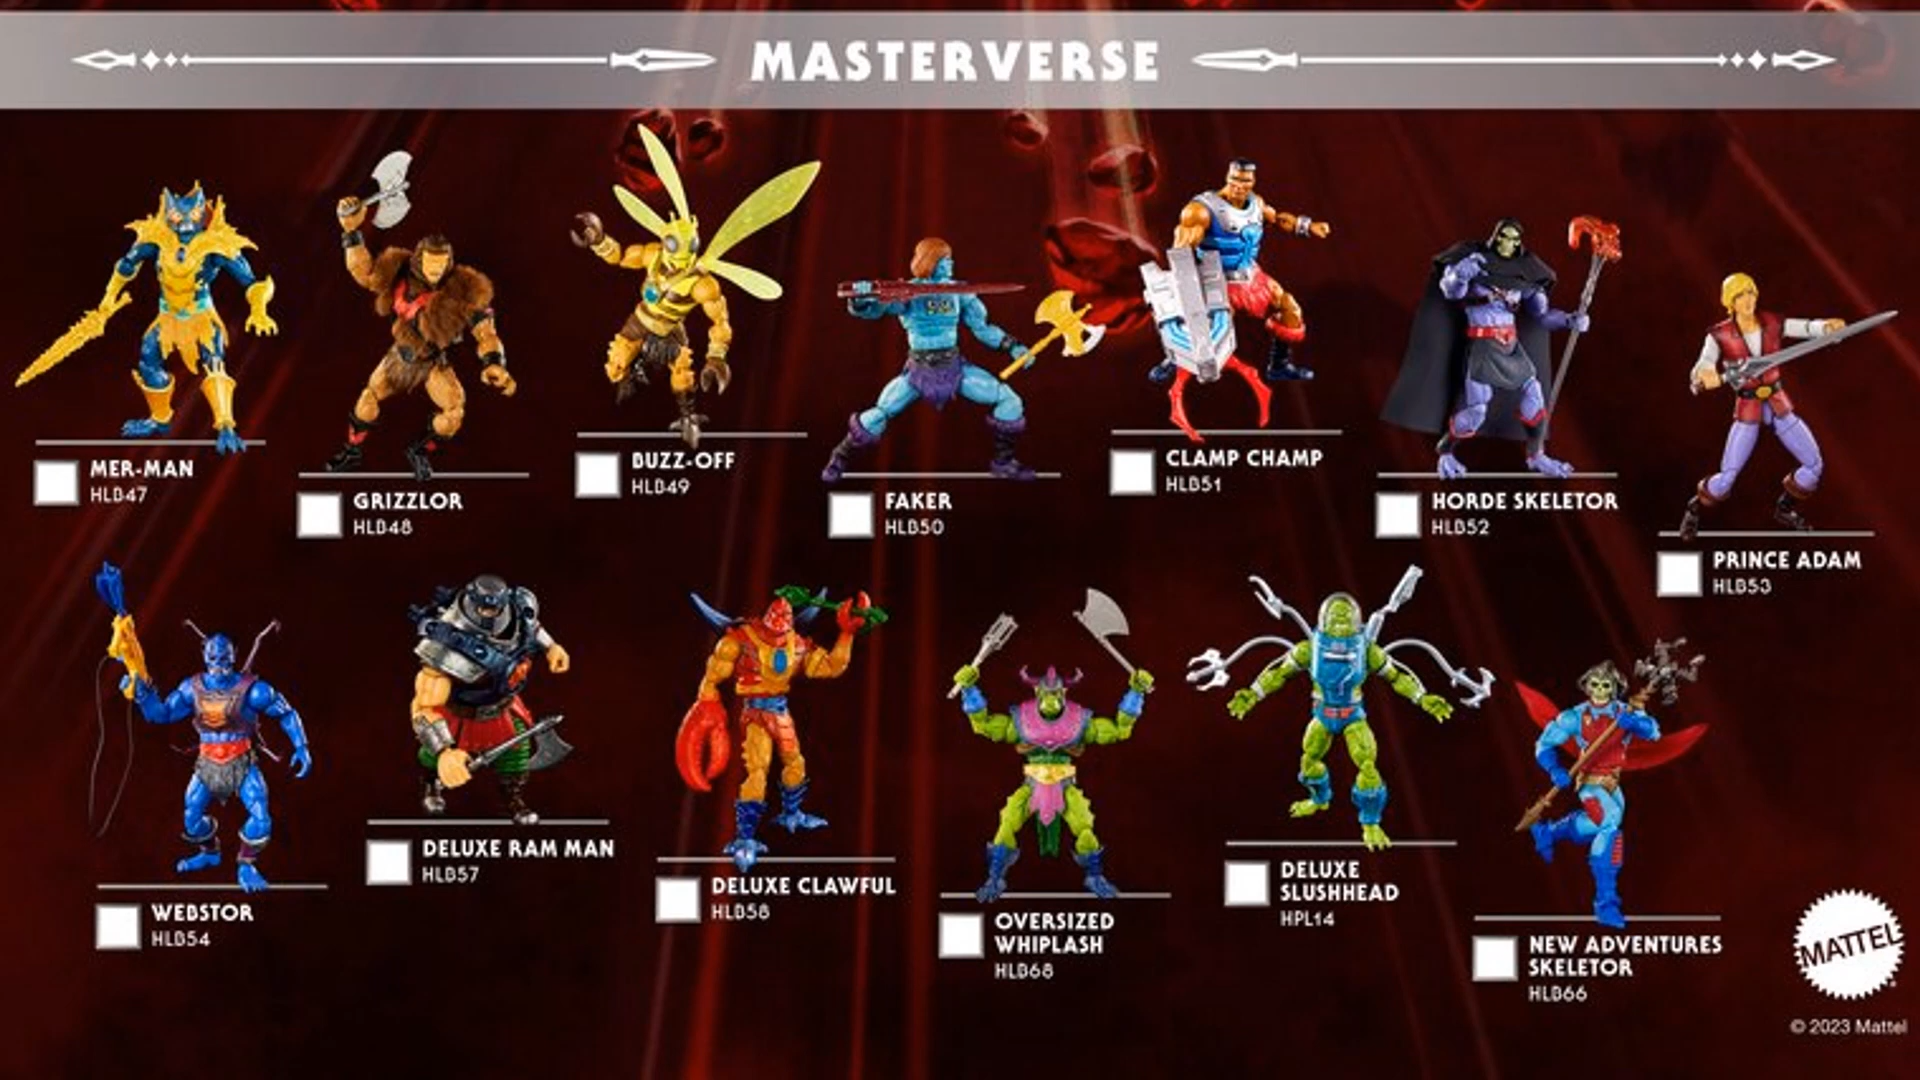 MASTERVERSE
MER-MAN
HLB47
GRIZZLOR
HLB48
BUZZ-OFF
HLB49
FAKER
HLB50
CLAMP CHAMP
HLB51
HORDE SKELETOR
HLB52
PRINCE ADAM
HLB53
WEBSTOR
HLB54
DELUXE RAM MAN
HLB57
DELUXE CLAWFUL
HLB58
OVERSIZED
WHIPLASH
HLB68
DELUXE
SLUSHHEAD
HPL14
NEW ADVENTURES
SKELETOR
HLB66
MATTEL
© 2023 Mattel